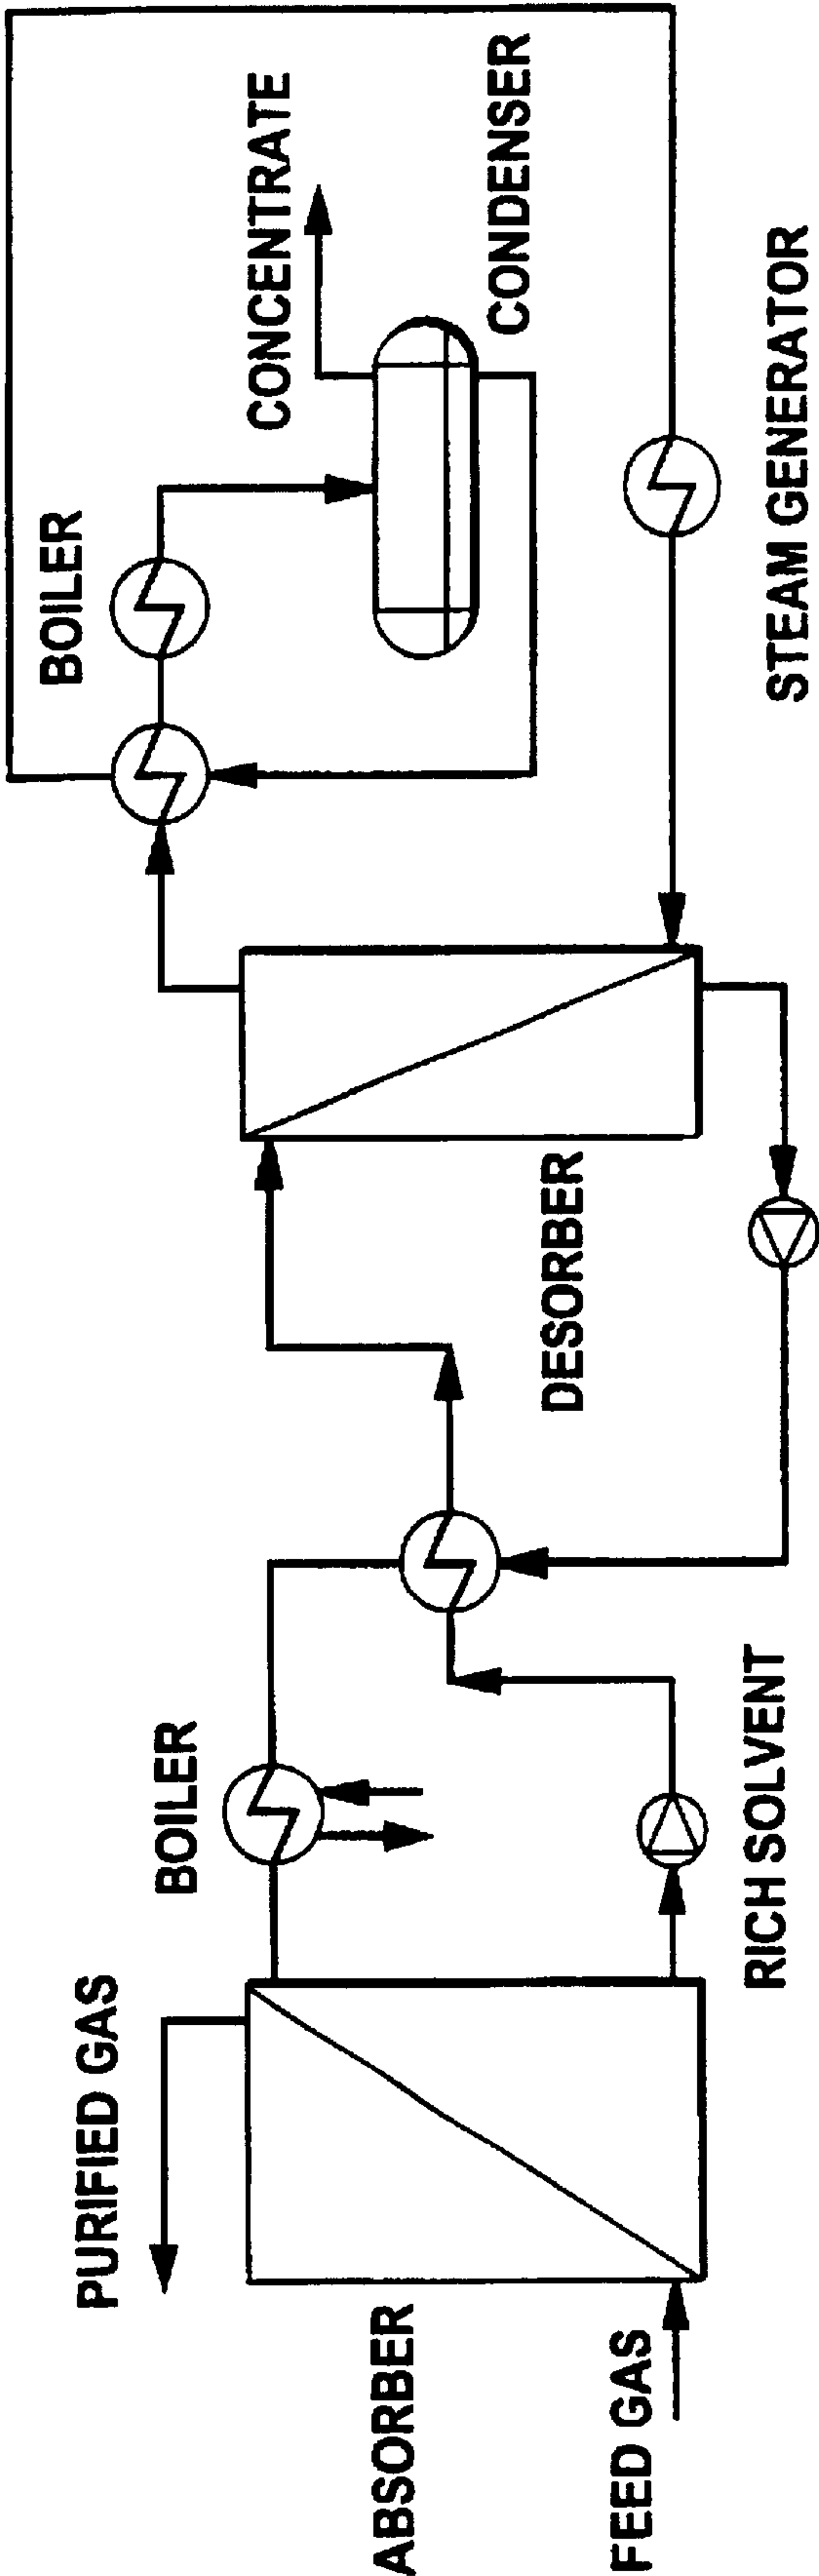 PURIFIED GAS
BOILER
BOILER
CONCENTRATE
ABSORBER
DESORBER
CONDENSER
FEED GAS
RICH SOLVENT
STEAM GENERATOR